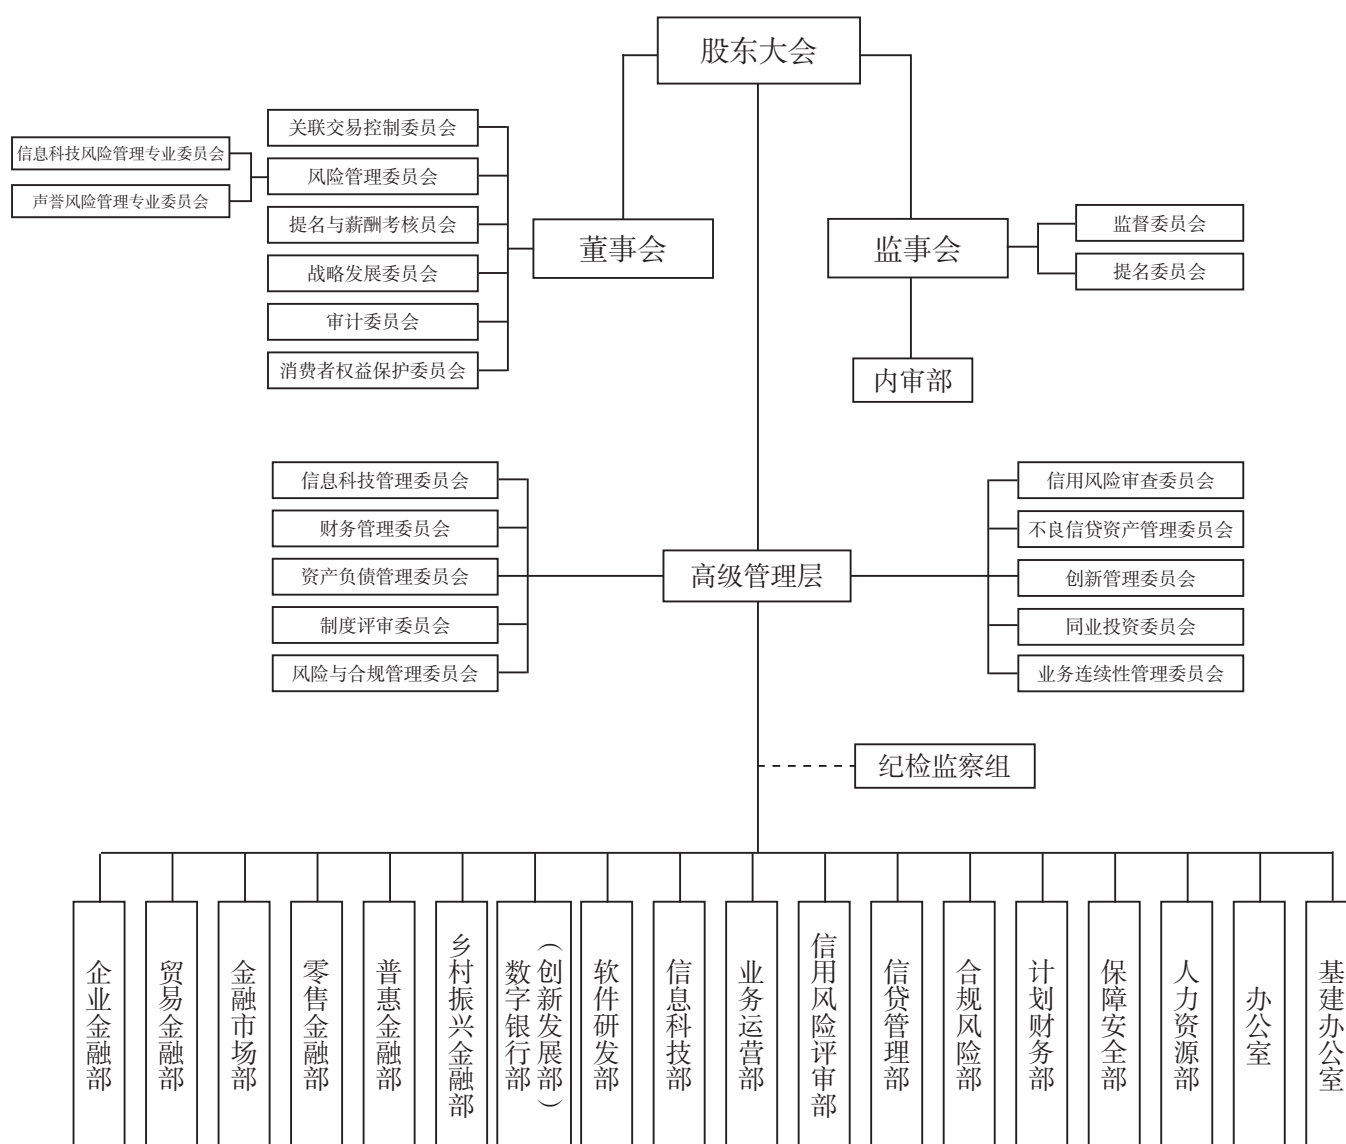 股东大会
关联交易控制委员会
信息科技风险管理专业委员会
风险管理委员会
声誉风险管理专业委员会
提名与薪酬考核员会
战略发展委员会
审计委员会
消费者权益保护委员会
董事会
监事会
监督委员会
提名委员会
内审部
信息科技管理委员会
财务管理委员会
资产负债管理委员会
制度评审委员会
风险与合规管理委员会
高级管理层
信用风险审查委员会
不良信贷资产管理委员会
创新管理委员会
同业投资委员会
业务连续性管理委员会
纪检监察组
企业金融部
贸易金融部
金融市场部
零售金融部
普惠金融部
乡村振兴金融部
数字银行部
（创新发展部）
软件研发部
信息科技部
业务运营部
信用风险评审部
信贷管理部
合规风险部
计划财务部
保障安全部
人力资源部
办公室
基建办公室